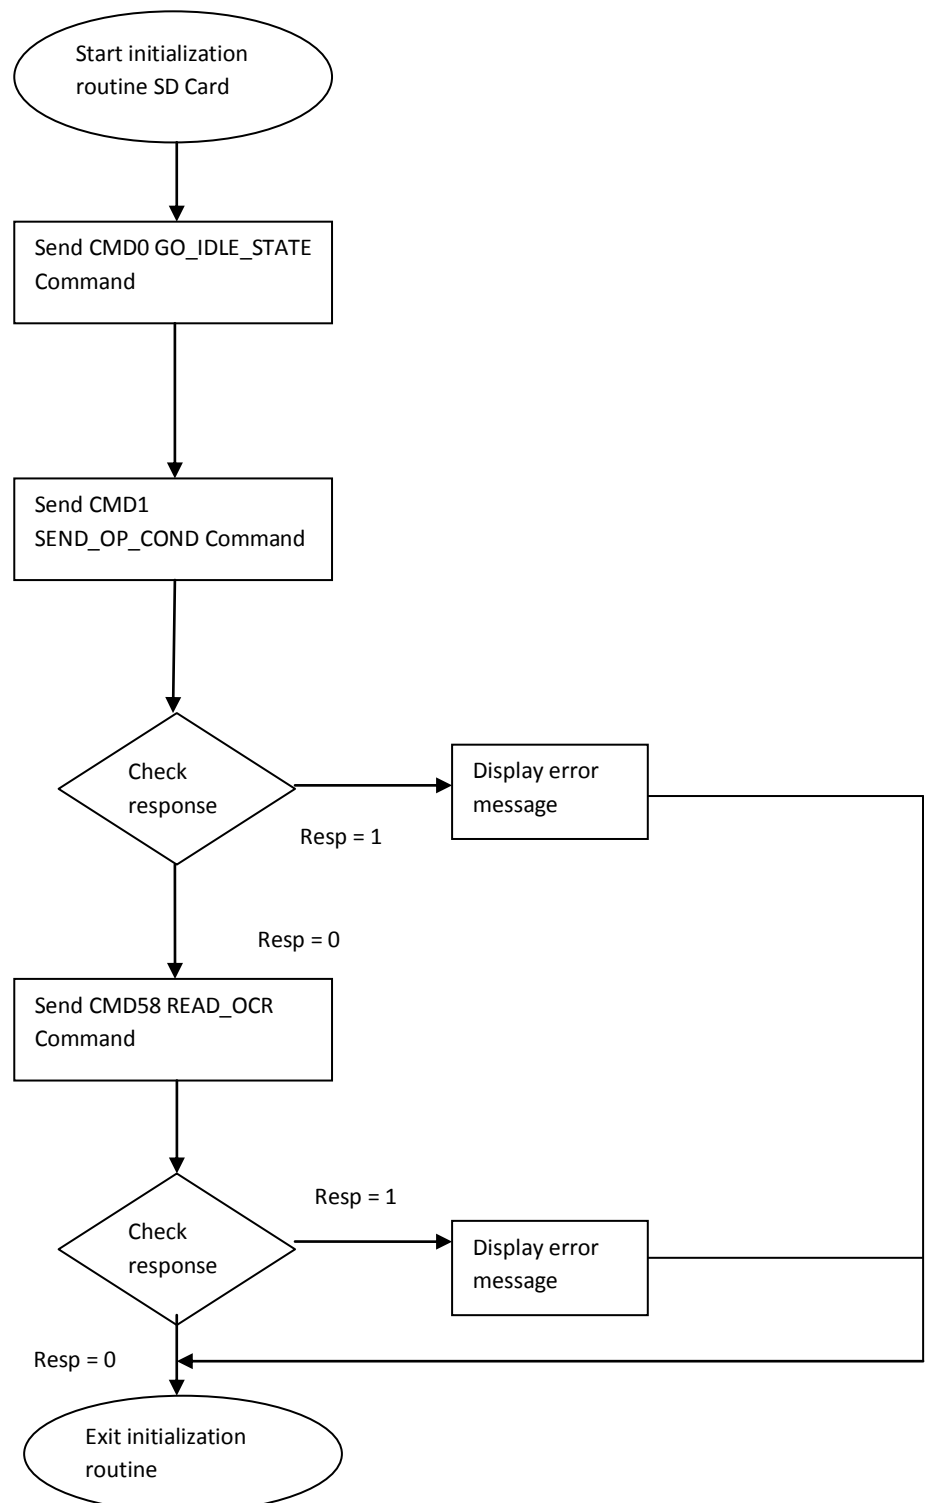 Start initialization
routine SD Card
Send CMD0 GO_IDLE_STATE
Command
Send CMD1
SEND_OP_COND Command
Check
response
Display error
message
Resp = 1
Resp = 0
Send CMD58 READ_OCR
Command
Resp = 1
Check
response
Display error
message
Resp = 0
Exit initialization
routine